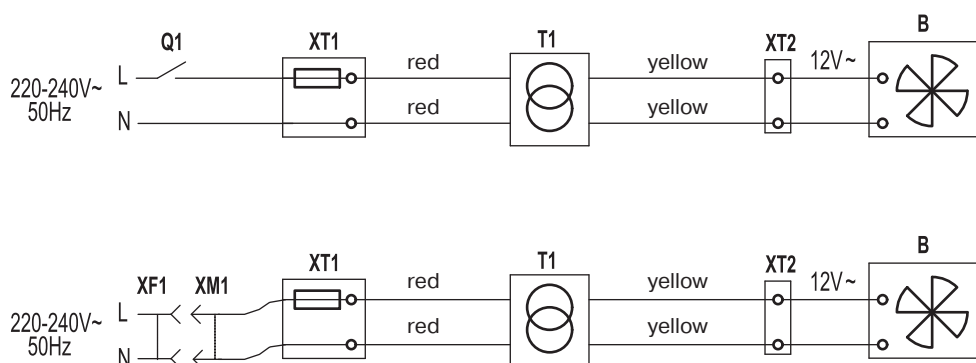 Q1 XT1 T1 XT2 B
L red yellow 12V~
220-240V~
50Hz
N red yellow
XF1 XM1 XT1 T1 XT2 B
L red yellow 12V~
220-240V~
50Hz
N red yellow